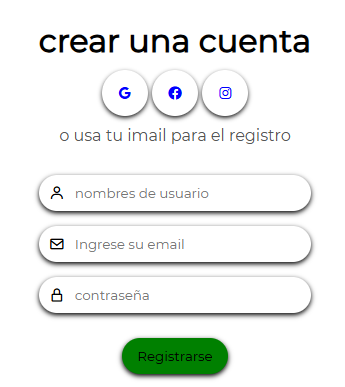 crear una cuenta
o usa tu imail para el registro
nombres de usuario
Ingrese su email
contraseña
Registrarse